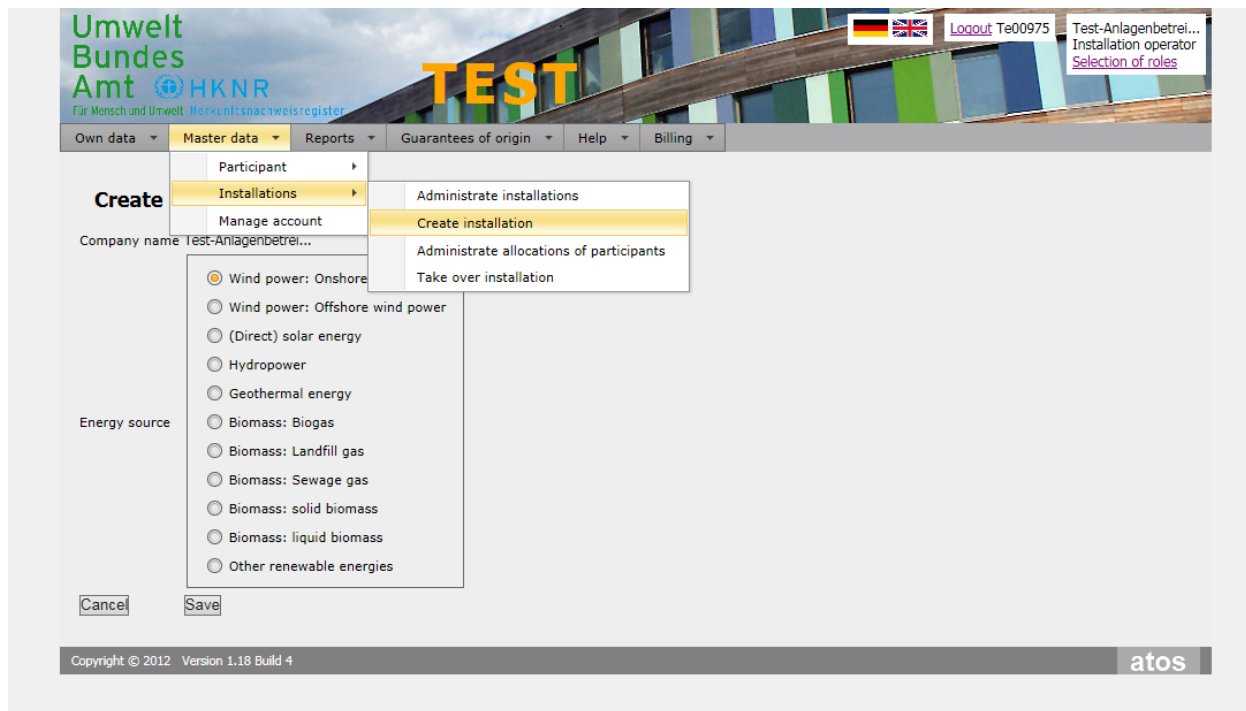 Umwelt
Bundes
Amt HKNR
Für Mensch und Umwelt Herkunftsnachweisregister
TEST
Logout Te00975
Test-Anlagenbetrei...
Installation operator
Selection of roles
Own data Master data Reports Guarantees of origin Help Billing
Participant
Installations
Manage account
Administrate installations
Create installation
Administrate allocations of participants
Take over installation
Create
Company name Test-Anlagenbetrei...
Energy source
Wind power: Onshore
Wind power: Offshore wind power
(Direct) solar energy
Hydropower
Geothermal energy
Biomass: Biogas
Biomass: Landfill gas
Biomass: Sewage gas
Biomass: solid biomass
Biomass: liquid biomass
Other renewable energies
Cancel Save
Copyright © 2012 Version 1.18 Build 4
atos